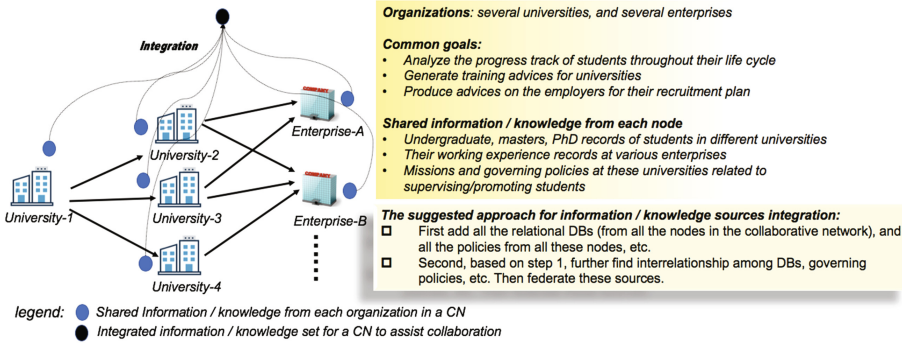 Integration
COMPANY
Enterprise-A
University-2
COMPANY
University-1
University-3
Enterprise-B
University-4
legend:
Shared Information / knowledge from each organization in a CN
Integrated information / knowledge set for a CN to assist collaboration
Organizations: several universities, and several enterprises
Common goals:
• Analyze the progress track of students throughout their life cycle
• Generate training advices for universities
• Produce advices on the employers for their recruitment plan
Shared information / knowledge from each node
• Undergraduate, masters, PhD records of students in different universities
• Their working experience records at various enterprises
• Missions and governing policies at these universities related to
supervising/promoting students
The suggested approach for information / knowledge sources integration:
First add all the relational DBs (from all the nodes in the collaborative network), and
all the policies from all these nodes, etc.
Second, based on step 1, further find interrelationship among DBs, governing
policies, etc. Then federate these sources.